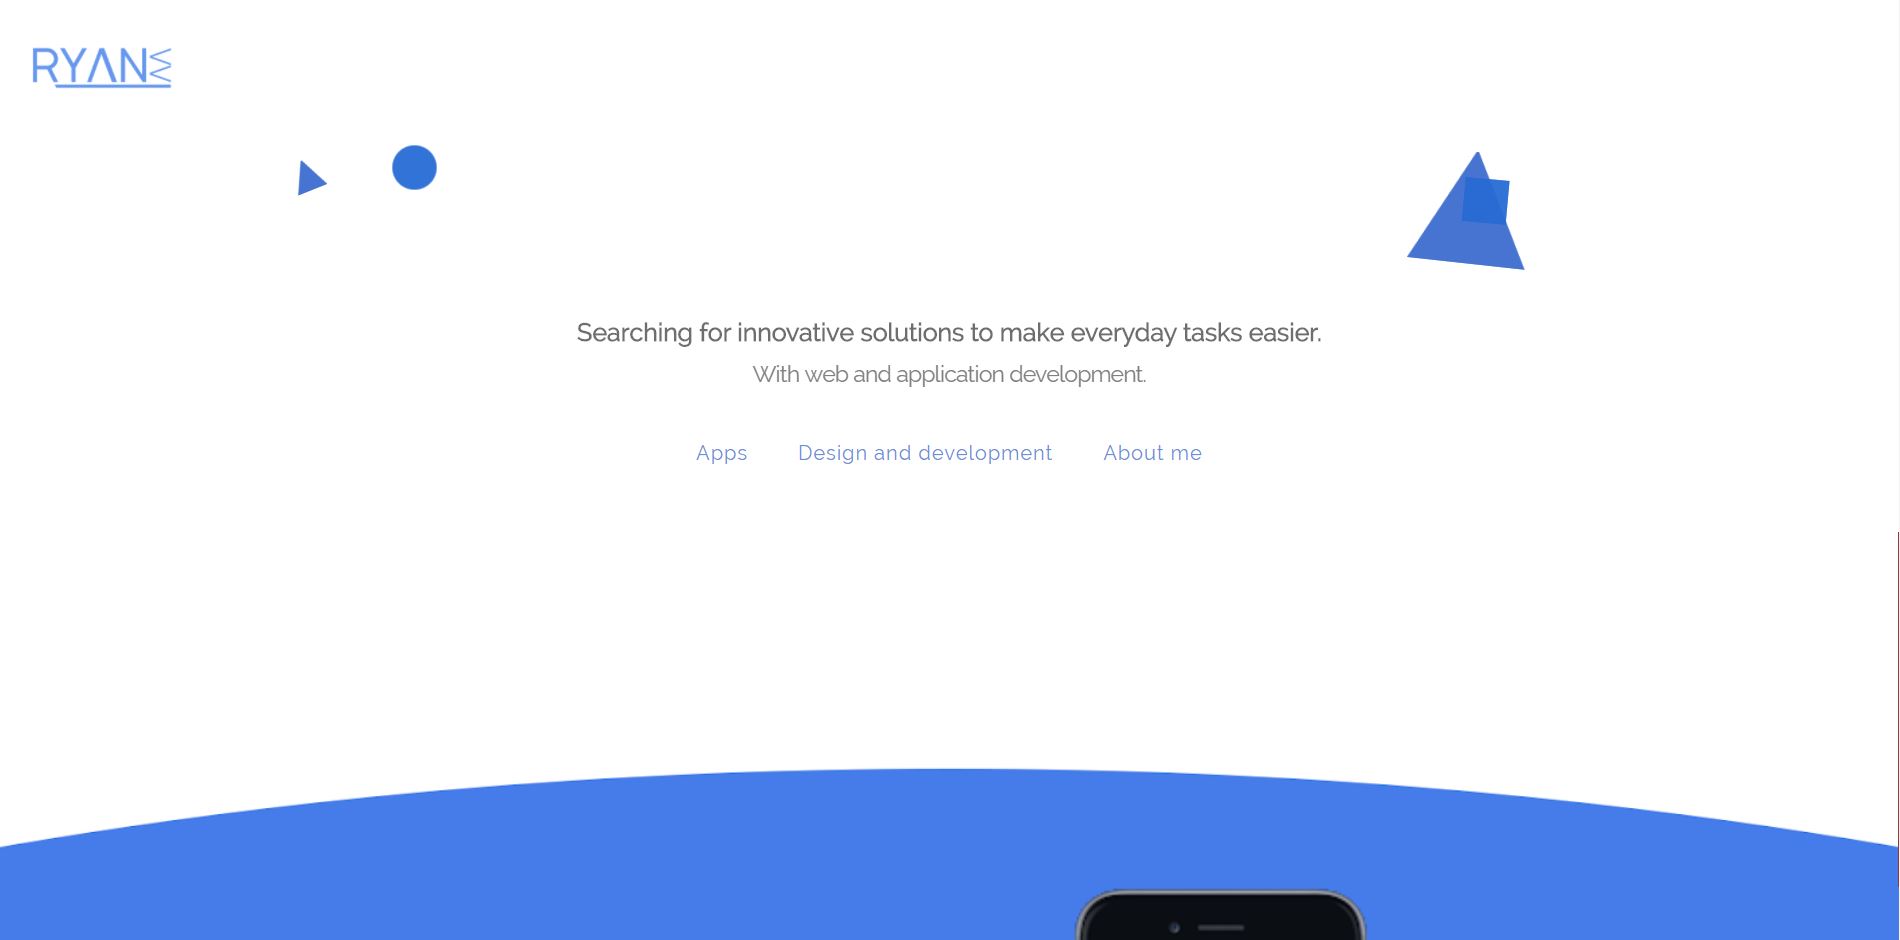 RYANW
Searching for innovative solutions to make everyday tasks easier.
With web and application development.
Apps
Design and development
About me